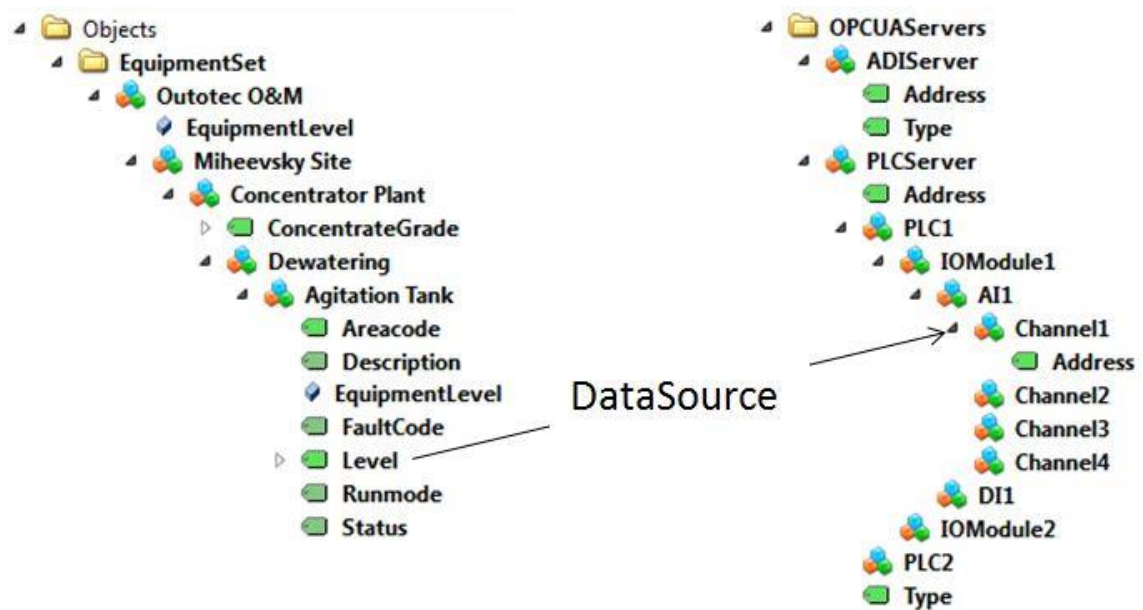 Objects
EquipmentSet
Outotec O&M
EquipmentLevel
Miheevsky Site
Concentrator Plant
ConcentrateGrade
Dewatering
Agitation Tank
Areacode
Description
EquipmentLevel
FaultCode
Level
Runmode
Status
DataSource
OPCUAServers
ADIServer
Address
Type
PLCServer
Address
PLC1
IOModule1
AI1
Channel1
Address
Channel2
Channel3
Channel4
DI1
IOModule2
PLC2
Type